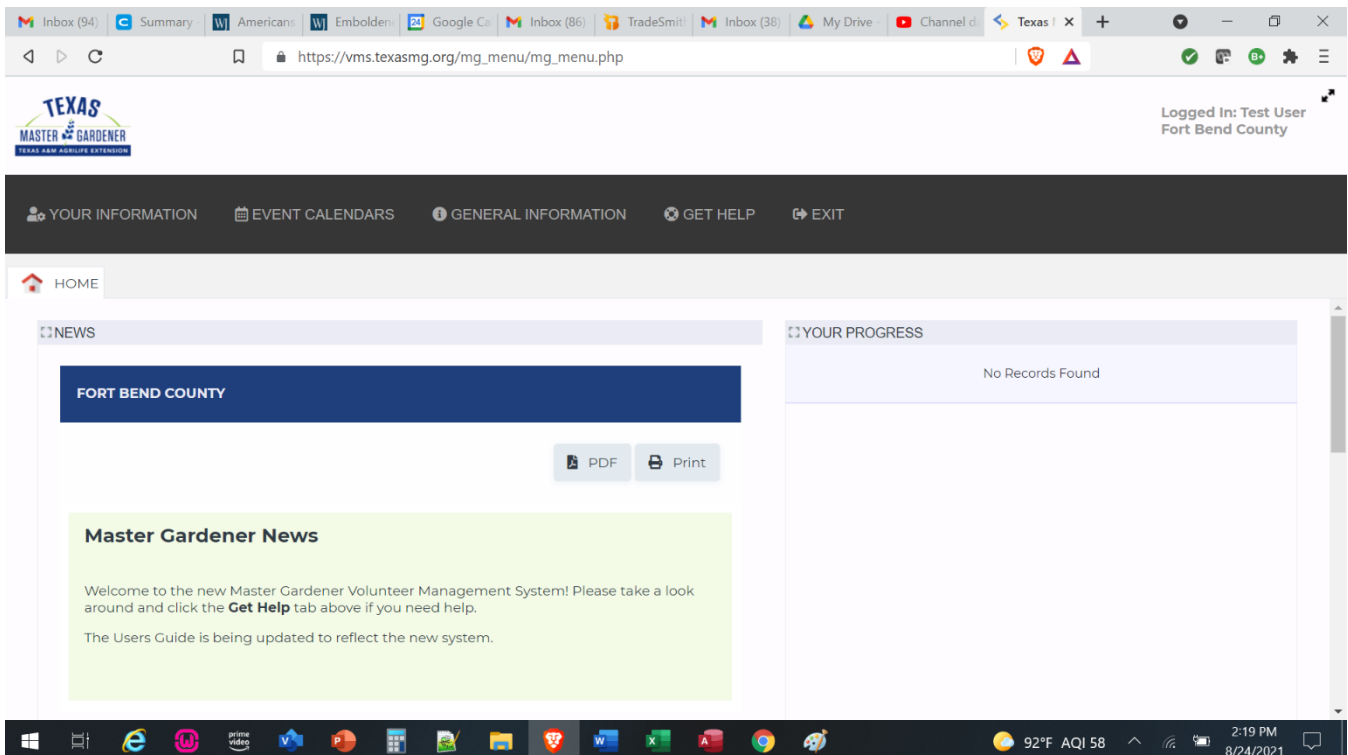 Inbox (94) Summary Americans Emboldene Google Ca Inbox (86) TradeSmith Inbox (38) My Drive - Channel d Texas
https://vms.texasmg.org/mg_menu/mg_menu.php
TEXAS
MASTER GARDENER
TEXAS A&M AGRILIFE EXTENSION
Logged In: Test User
Fort Bend County
YOUR INFORMATION EVENT CALENDARS GENERAL INFORMATION GET HELP EXIT
HOME
NEWS
YOUR PROGRESS
No Records Found
FORT BEND COUNTY
PDF Print
Master Gardener News
Welcome to the new Master Gardener Volunteer Management System! Please take a look
around and click the Get Help tab above if you need help.
The Users Guide is being updated to reflect the new system.
prime
video
92°F AQI 58
2:19 PM
8/24/2021